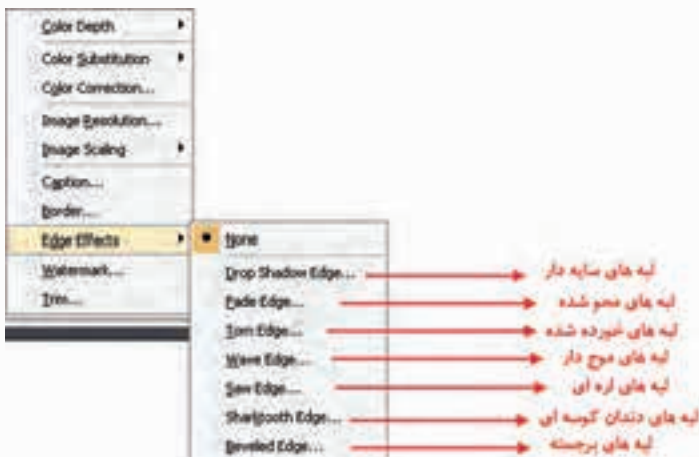 Color Depth
Color Substitution
Color Correction...
Image Resolution...
Image Scaling
Caption...
Border...
Edge Effects
Watermark...
Trim...
None
Drop Shadow Edge... لبه های سایه دار
Fade Edge... لبه های محو شده
Torn Edge... لبه های خورده شده
Wave Edge... لبه های موج دار
Saw Edge... لبه های اره ای
Sharktooth Edge... لبه های دندان کوسه ای
Beveled Edge... لبه های برجسته